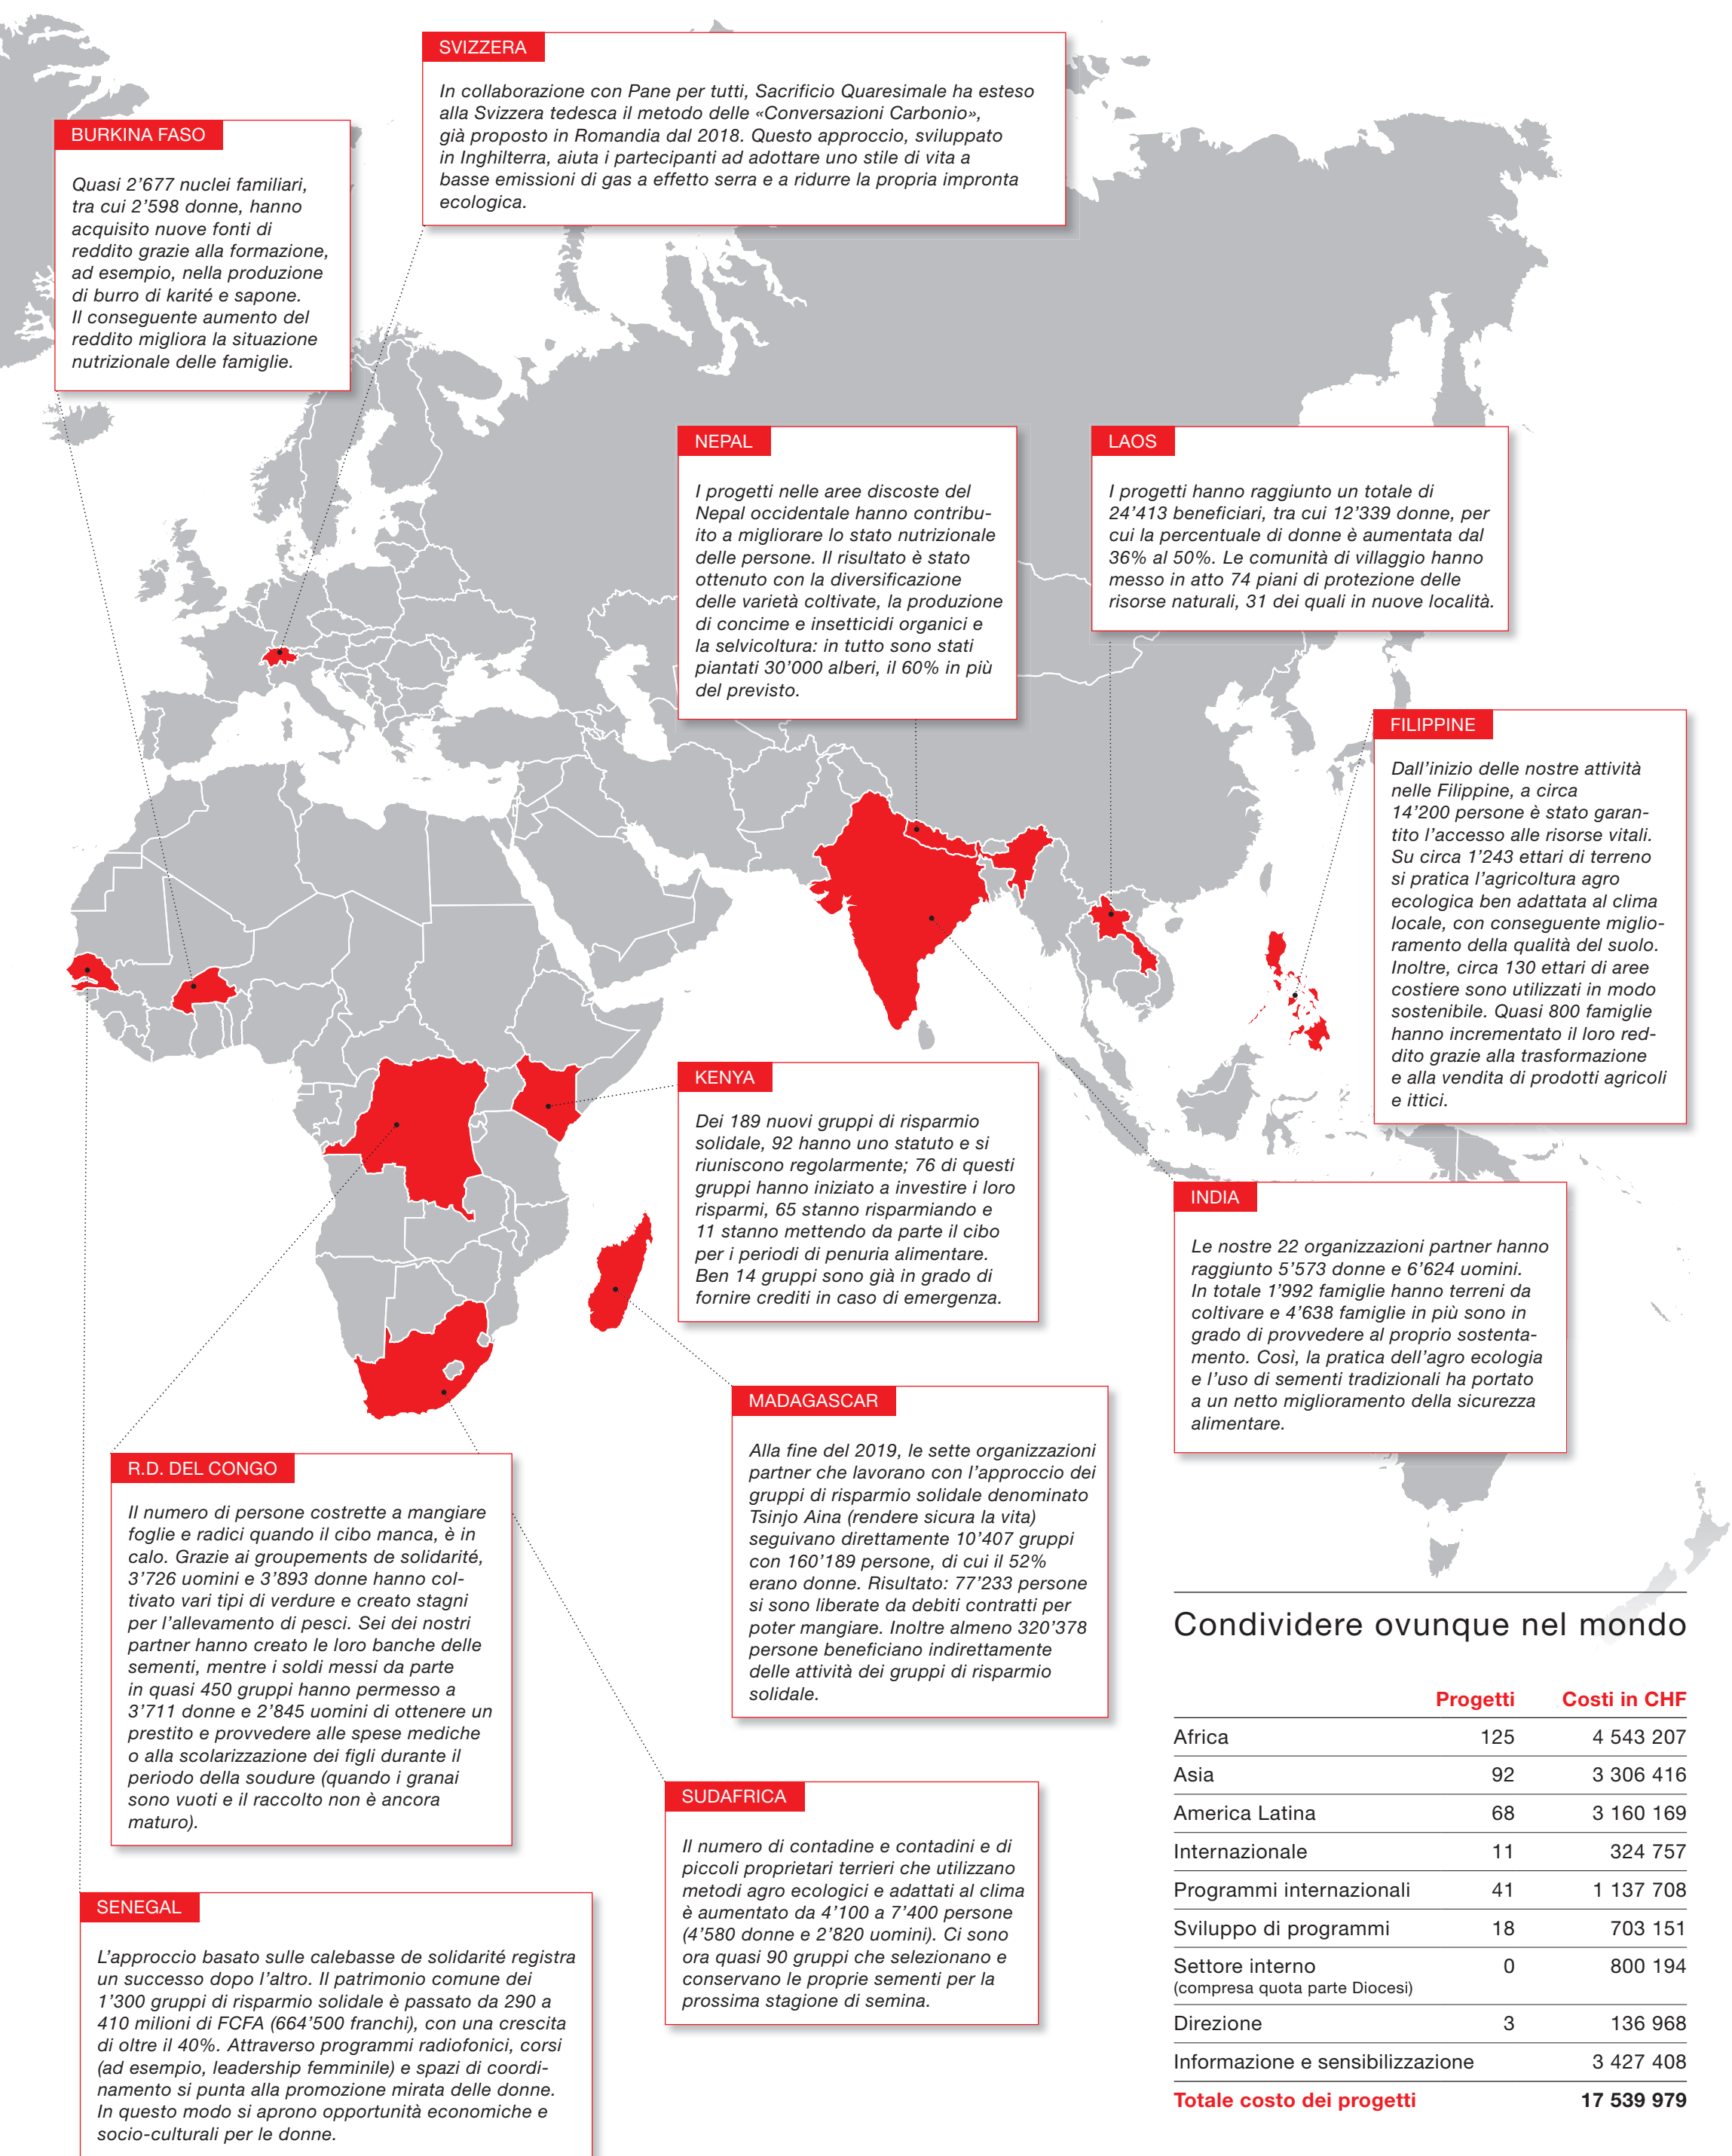 SVIZZERA
In collaborazione con Pane per tutti, Sacrificio Quaresimale ha esteso
alla Svizzera tedesca il metodo delle «Conversazioni Carbonio»,
già proposto in Romandia dal 2018. Questo approccio, sviluppato
in Inghilterra, aiuta i partecipanti ad adottare uno stile di vita a
basse emissioni di gas a effetto serra e a ridurre la propria impronta
ecologica.
BURKINA FASO
Quasi 2’677 nuclei familiari,
tra cui 2’598 donne, hanno
acquisito nuove fonti di
reddito grazie alla formazione,
ad esempio, nella produzione
di burro di karité e sapone.
Il conseguente aumento del
reddito migliora la situazione
nutrizionale delle famiglie.
NEPAL
I progetti nelle aree discoste del
Nepal occidentale hanno contribu-
ito a migliorare lo stato nutrizionale
delle persone. Il risultato è stato
ottenuto con la diversificazione
delle varietà coltivate, la produzione
di concime e insetticidi organici e
la selvicoltura: in tutto sono stati
piantati 30’000 alberi, il 60% in più
del previsto.
LAOS
I progetti hanno raggiunto un totale di
24’413 beneficiari, tra cui 12’339 donne, per
cui la percentuale di donne è aumentata dal
36% al 50%. Le comunità di villaggio hanno
messo in atto 74 piani di protezione delle
risorse naturali, 31 dei quali in nuove località.
FILIPPINE
Dall’inizio delle nostre attività
nelle Filippine, a circa
14’200 persone è stato garan-
tito l’accesso alle risorse vitali.
Su circa 1’243 ettari di terreno
si pratica l’agricoltura agro
ecologica ben adattata al clima
locale, con conseguente miglio-
ramento della qualità del suolo.
Inoltre, circa 130 ettari di aree
costiere sono utilizzati in modo
sostenibile. Quasi 800 famiglie
hanno incrementato il loro red-
dito grazie alla trasformazione
e alla vendita di prodotti agricoli
e ittici.
KENYA
Dei 189 nuovi gruppi di risparmio
solidale, 92 hanno uno statuto e si
riuniscono regolarmente; 76 di questi
gruppi hanno iniziato a investire i loro
risparmi, 65 stanno risparmiando e
11 stanno mettendo da parte il cibo
per i periodi di penuria alimentare.
Ben 14 gruppi sono già in grado di
fornire crediti in caso di emergenza.
INDIA
Le nostre 22 organizzazioni partner hanno
raggiunto 5’573 donne e 6’624 uomini.
In totale 1’992 famiglie hanno terreni da
coltivare e 4’638 famiglie in più sono in
grado di provvedere al proprio sostenta-
mento. Così, la pratica dell’agro ecologia
e l’uso di sementi tradizionali ha portato
a un netto miglioramento della sicurezza
alimentare.
MADAGASCAR
Alla fine del 2019, le sette organizzazioni
partner che lavorano con l’approccio dei
gruppi di risparmio solidale denominato
Tsinjo Aina (rendere sicura la vita)
seguivano direttamente 10’407 gruppi
con 160’189 persone, di cui il 52%
erano donne. Risultato: 77’233 persone
si sono liberate da debiti contratti per
poter mangiare. Inoltre almeno 320’378
persone beneficiano indirettamente
delle attività dei gruppi di risparmio
solidale.
R.D. DEL CONGO
Il numero di persone costrette a mangiare
foglie e radici quando il cibo manca, è in
calo. Grazie ai groupements de solidarité,
3’726 uomini e 3’893 donne hanno col-
tivato vari tipi di verdure e creato stagni
per l’allevamento di pesci. Sei dei nostri
partner hanno creato le loro banche delle
sementi, mentre i soldi messi da parte
in quasi 450 gruppi hanno permesso a
3’711 donne e 2’845 uomini di ottenere un
prestito e provvedere alle spese mediche
o alla scolarizzazione dei figli durante il
periodo della soudure (quando i granai
sono vuoti e il raccolto non è ancora
maturo).
SUDAFRICA
Il numero di contadine e contadini e di
piccoli proprietari terrieri che utilizzano
metodi agro ecologici e adattati al clima
è aumentato da 4’100 a 7’400 persone
(4’580 donne e 2’820 uomini). Ci sono
ora quasi 90 gruppi che selezionano e
conservano le proprie sementi per la
prossima stagione di semina.
SENEGAL
L’approccio basato sulle calebasse de solidarité registra
un successo dopo l’altro. Il patrimonio comune dei
1’300 gruppi di risparmio solidale è passato da 290 a
410 milioni di FCFA (664’500 franchi), con una crescita
di oltre il 40%. Attraverso programmi radiofonici, corsi
(ad esempio, leadership femminile) e spazi di coordi-
namento si punta alla promozione mirata delle donne.
In questo modo si aprono opportunità economiche e
socio-culturali per le donne.
Condividere ovunque nel mondo
Progetti Costi in CHF
Africa 125 4 543 207
Asia 92 3 306 416
America Latina 68 3 160 169
Internazionale 11 324 757
Programmi internazionali 41 1 137 708
Sviluppo di programmi 18 703 151
Settore interno 0 800 194
(compresa quota parte Diocesi)
Direzione 3 136 968
Informazione e sensibilizzazione 3 427 408
Totale costo dei progetti 17 539 979